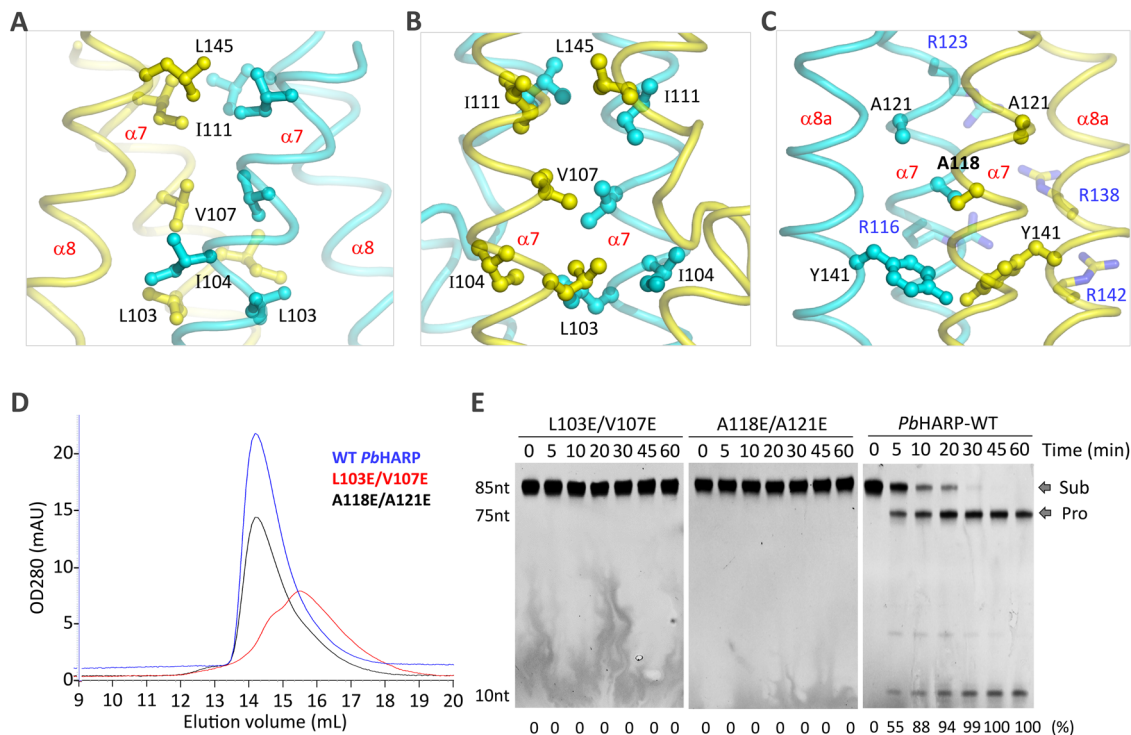 A
L145
I111
α7
α7
V107
α8
α8
I104
L103
L103
B
L145
I111
I111
V107
α7
α7
I104
I104
L103
C
R123
A121
A121
α8a
α8a
A118
α7
α7
R138
R116
Y141
Y141
R142
D
OD280 (mAU)
20
15
10
5
0
9 10 11 12 13 14 15 16 17 18 19 20
Elution volume (mL)
WT PbHARP
L103E/V107E
A118E/A121E
E
L103E/V107E A118E/A121E PbHARP-WT
0 5 10 20 30 45 60 0 5 10 20 30 45 60 0 5 10 20 30 45 60 Time (min)
85nt Sub
75nt Pro
10nt
0 0 0 0 0 0 0 0 0 0 0 0 0 0 0 55 88 94 99 100 100 (%)